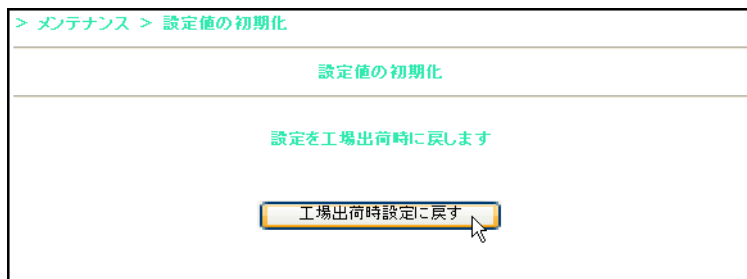 > メンテナンス > 設定値の初期化
設定値の初期化
設定を工場出荷時に戻します
工場出荷時設定に戻す